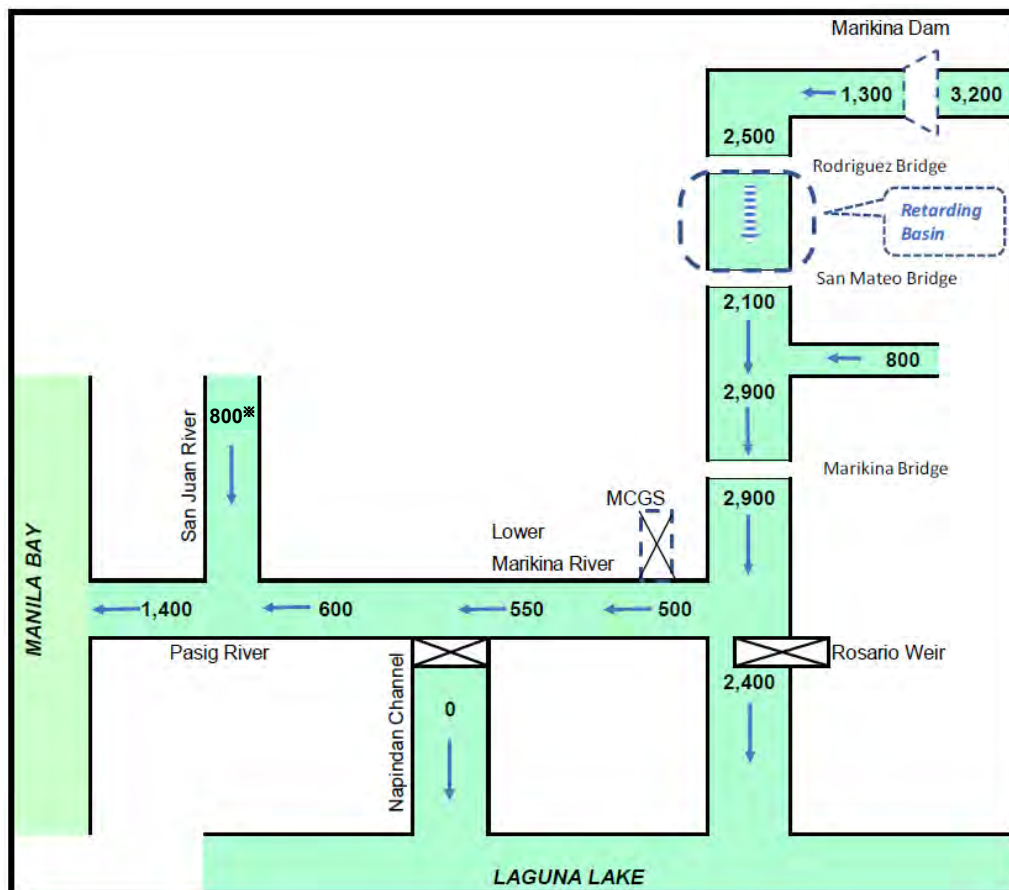 Marikina Dam
1,300
3,200
2,500
Rodriguez Bridge
Retarding
Basin
San Mateo Bridge
2,100
800
2,900
Marikina Bridge
800※
San Juan River
MCGS
2,900
Lower
Marikina River
MANILA BAY
1,400
600
550
500
Pasig River
Rosario Weir
2,400
Napindan Channel
0
LAGUNA LAKE